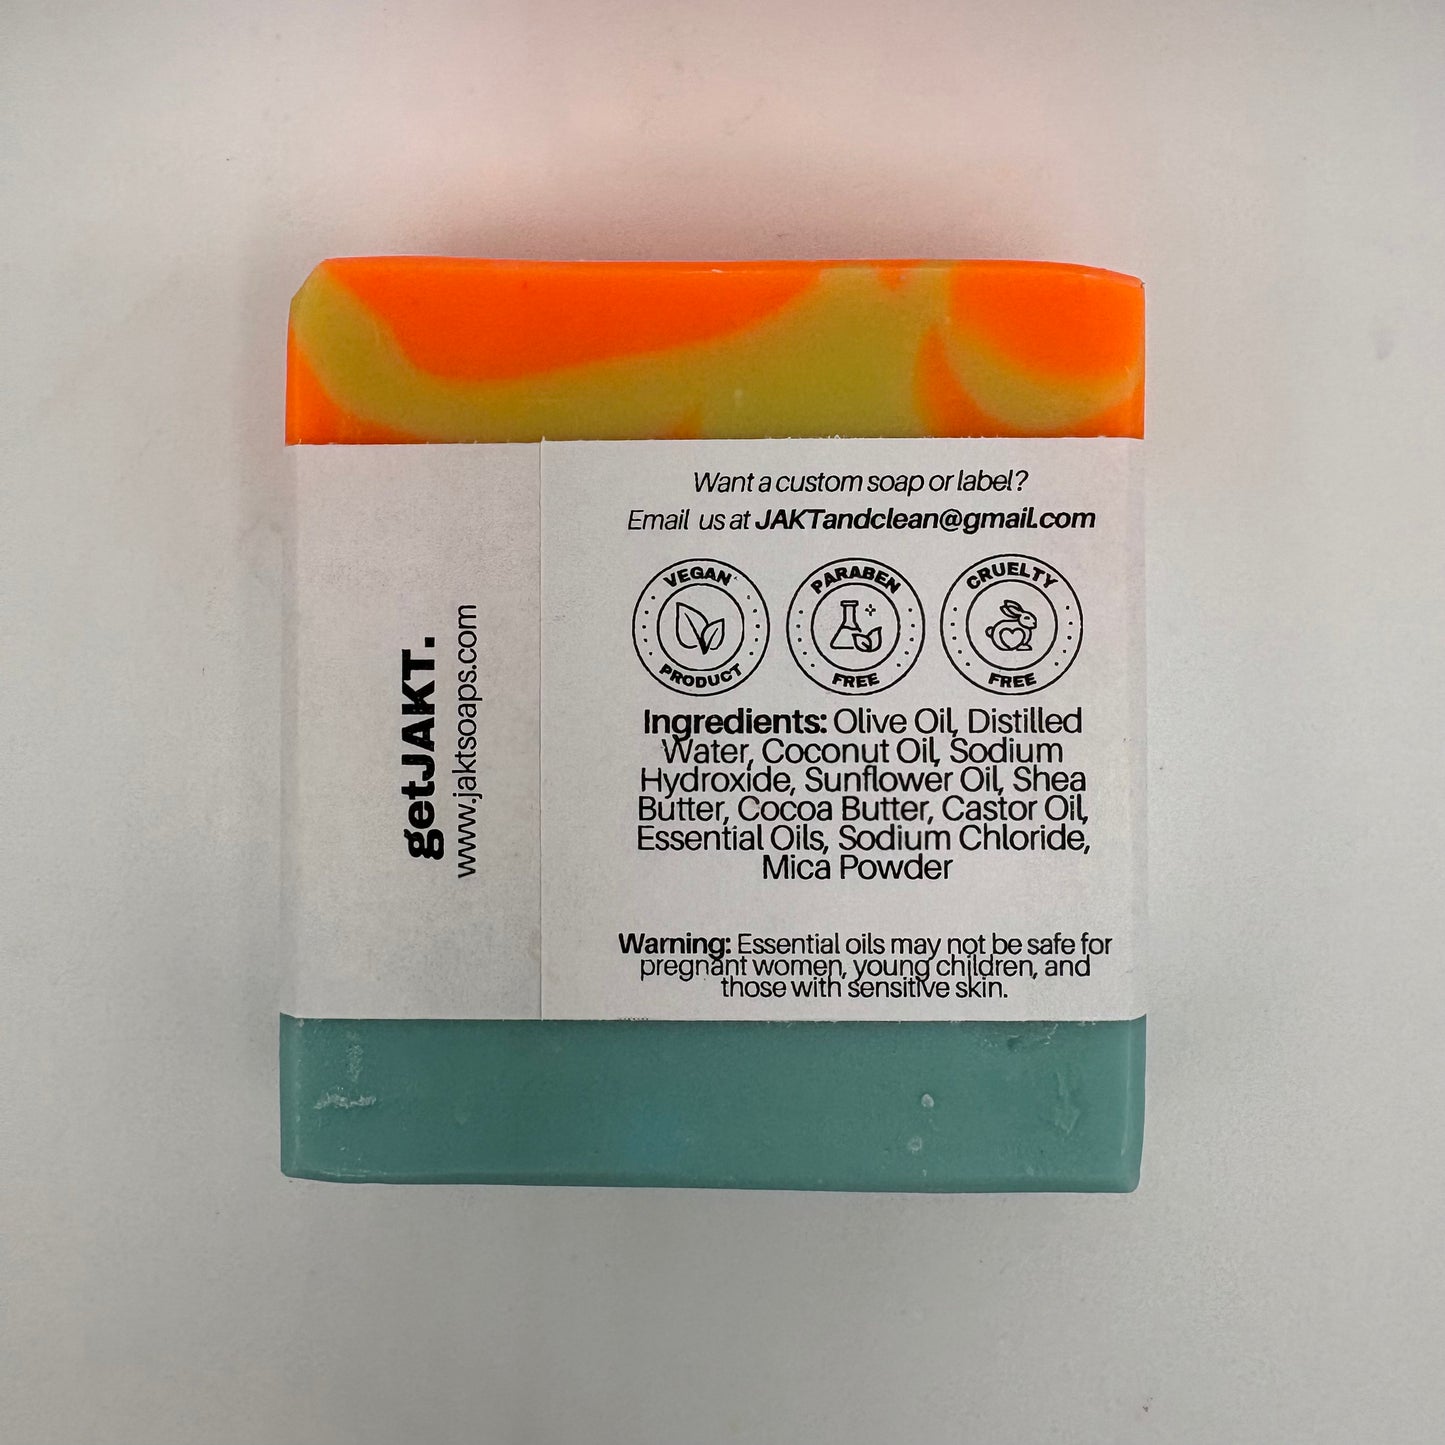 getJAKT.
www.jaktsoaps.com
Want a custom soap or label?
Email us at JAKTandclean@gmail.com
VEGAN
PRODUCT
PARABEN
FREE
CRUELTY
FREE
Ingredients: Olive Oil, Distilled
Water, Coconut Oil, Sodium
Hydroxide, Sunflower Oil, Shea
Butter, Cocoa Butter, Castor Oil,
Essential Oils, Sodium Chloride,
Mica Powder
Warning: Essential oils may not be safe for
pregnant women, young children, and
those with sensitive skin.